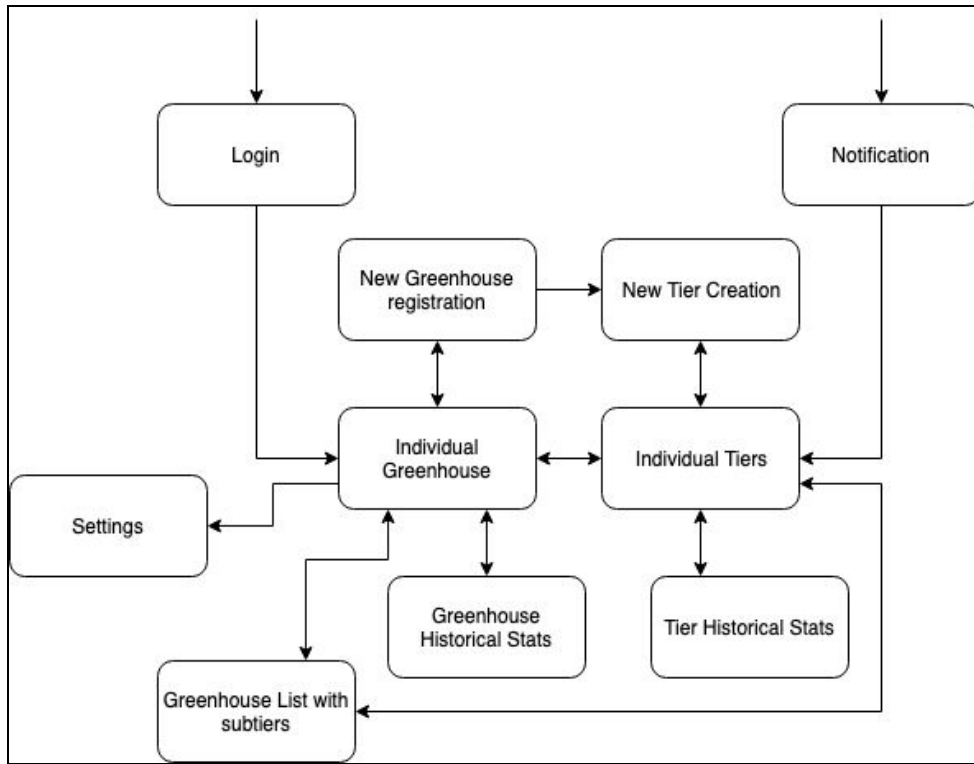 Login
Notification
New Greenhouse
registration
New Tier Creation
Individual
Greenhouse
Individual Tiers
Settings
Greenhouse
Historical Stats
Tier Historical Stats
Greenhouse List with
subtiers